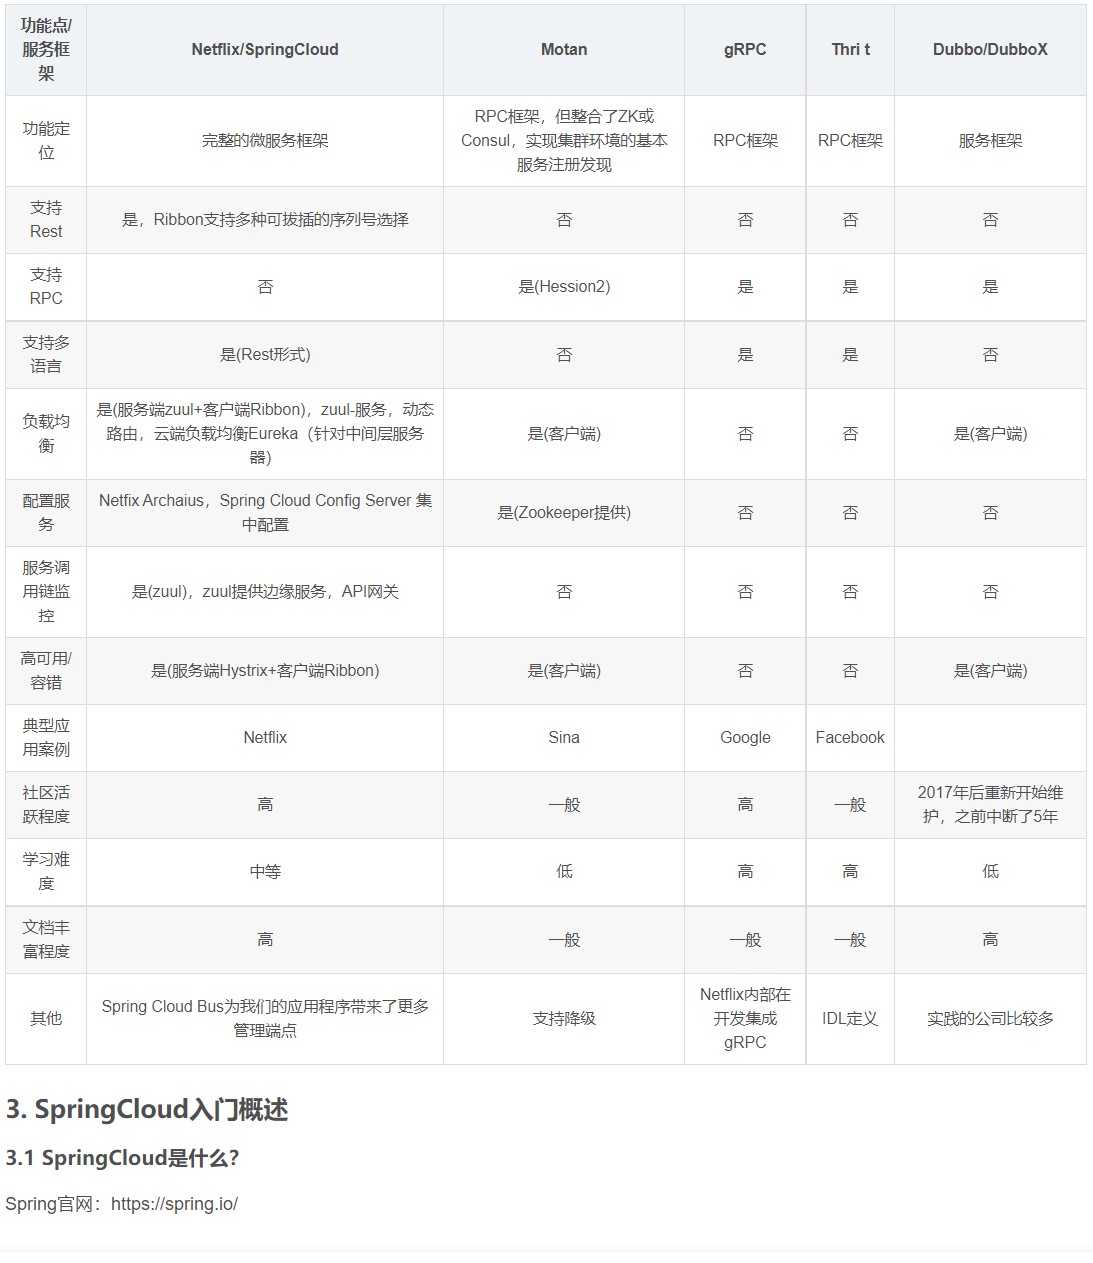 功能点/
服务框
架
Netflix/SpringCloud
Motan
gRPC
Thri t
Dubbo/DubboX
功能定
位
完整的微服务框架
RPC框架，但整合了ZK或
Consul，实现集群环境的基本
服务注册发现
RPC框架
RPC框架
服务框架
支持
Rest
是，Ribbon支持多种可拔插的序列号选择
否
否
否
否
支持
RPC
否
是(Hession2)
是
是
是
支持多
语言
是(Rest形式)
否
是
是
否
负载均
衡
是(服务端zuul+客户端Ribbon)，zuul-服务，动态
路由，云端负载均衡Eureka（针对中间层服务
器）
是(客户端)
否
否
是(客户端)
配置服
务
Netfix Archaius，Spring Cloud Config Server 集
中配置
是(Zookeeper提供)
否
否
否
服务调
用链监
控
是(zuul)，zuul提供边缘服务，API网关
否
否
否
否
高可用/
容错
是(服务端Hystrix+客户端Ribbon)
是(客户端)
否
否
是(客户端)
典型应
用案例
Netflix
Sina
Google
Facebook
社区活
跃程度
高
一般
高
一般
2017年后重新开始维
护，之前中断了5年
学习难
度
中等
低
高
高
低
文档丰
富程度
高
一般
一般
一般
高
其他
Spring Cloud Bus为我们的应用程序带来了更多
管理端点
支持降级
Netflix内部在
开发集成
gRPC
IDL定义
实践的公司比较多
3. SpringCloud入门概述
3.1 SpringCloud是什么?
Spring官网：https://spring.io/